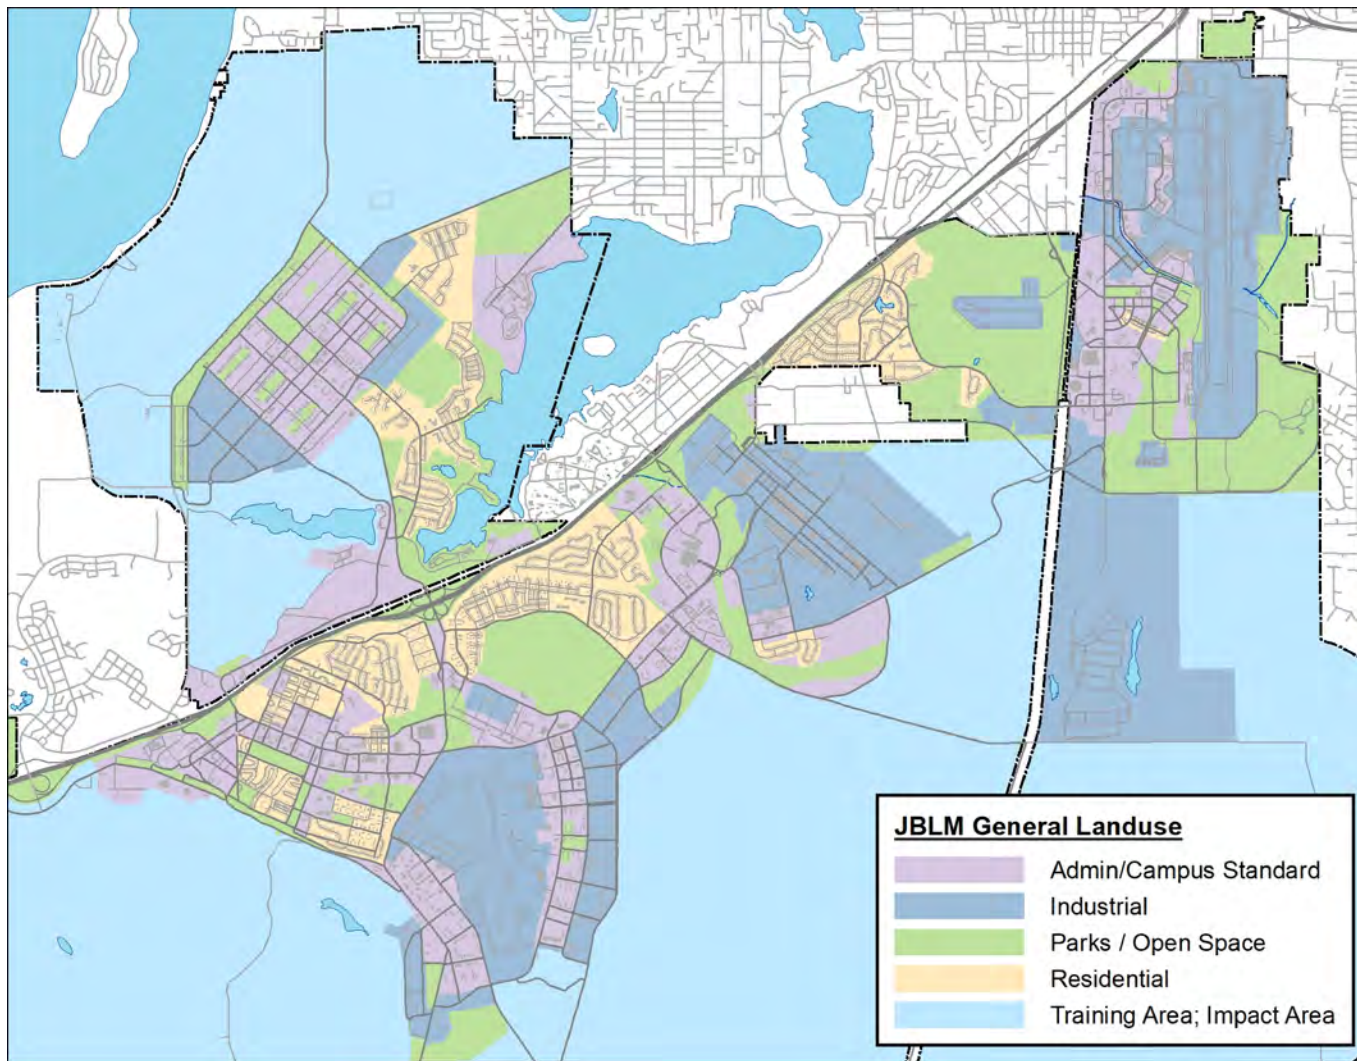 JBLM General Landuse
Admin/Campus Standard
Industrial
Parks / Open Space
Residential
Training Area; Impact Area